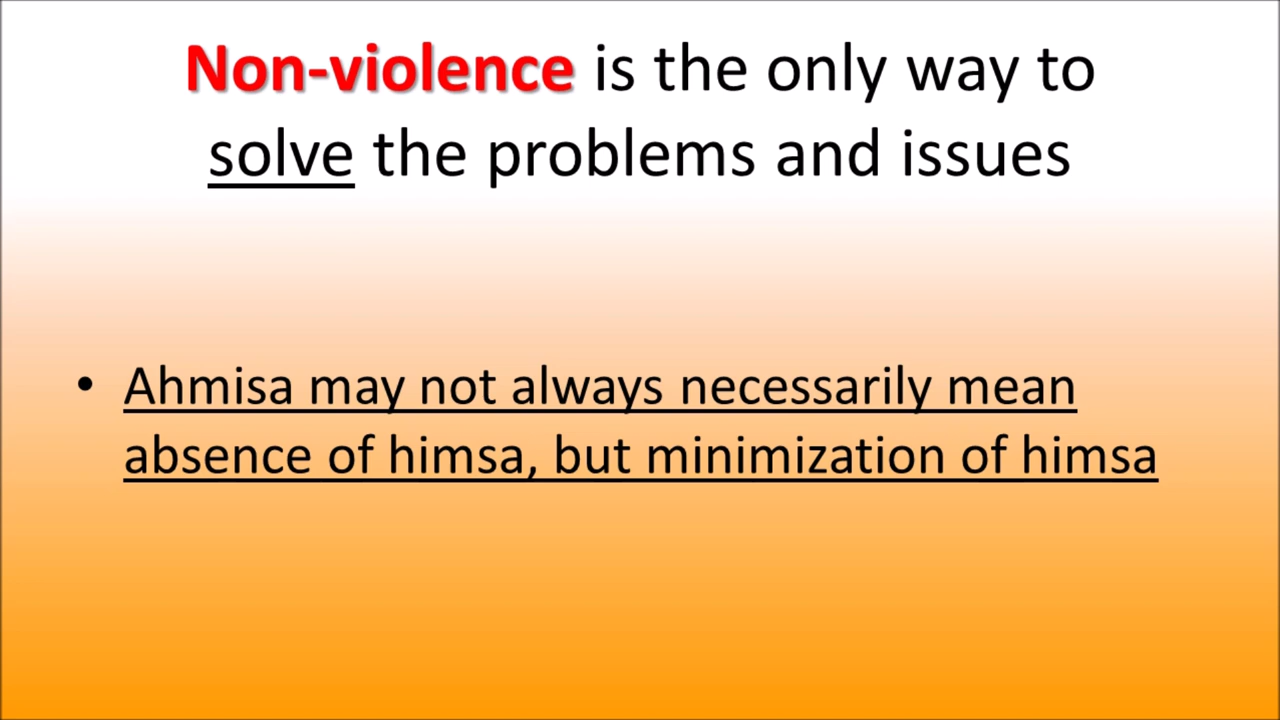 Non-violence is the only way to
solve the problems and issues
• Ahmisa may not always necessarily mean
absence of himsa, but minimization of himsa